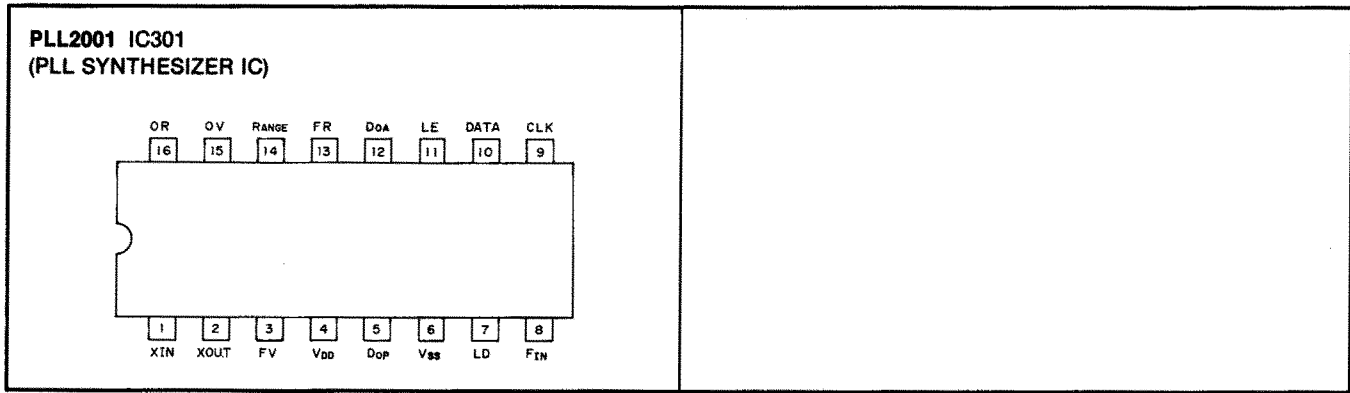 PLL2001 IC301
(PLL SYNTHESIZER IC)
OR OV RANGE FR DOA LE DATA CLK
16 15 14 13 12 11 10 9
1 2 3 4 5 6 7 8
XIN XOUT FV VDD DOP VSS LD FIN